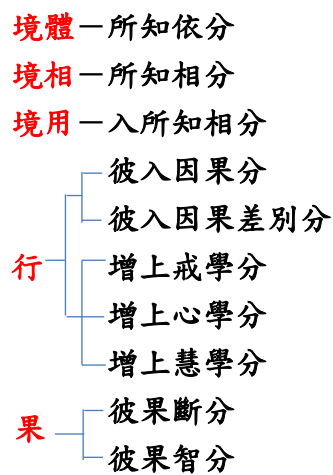 境體－所知依分
境相－所知相分
境用－入所知相分
彼入因果分
彼入因果差別分
行
增上戒學分
增上心學分
增上慧學分
果
彼果斷分
彼果智分